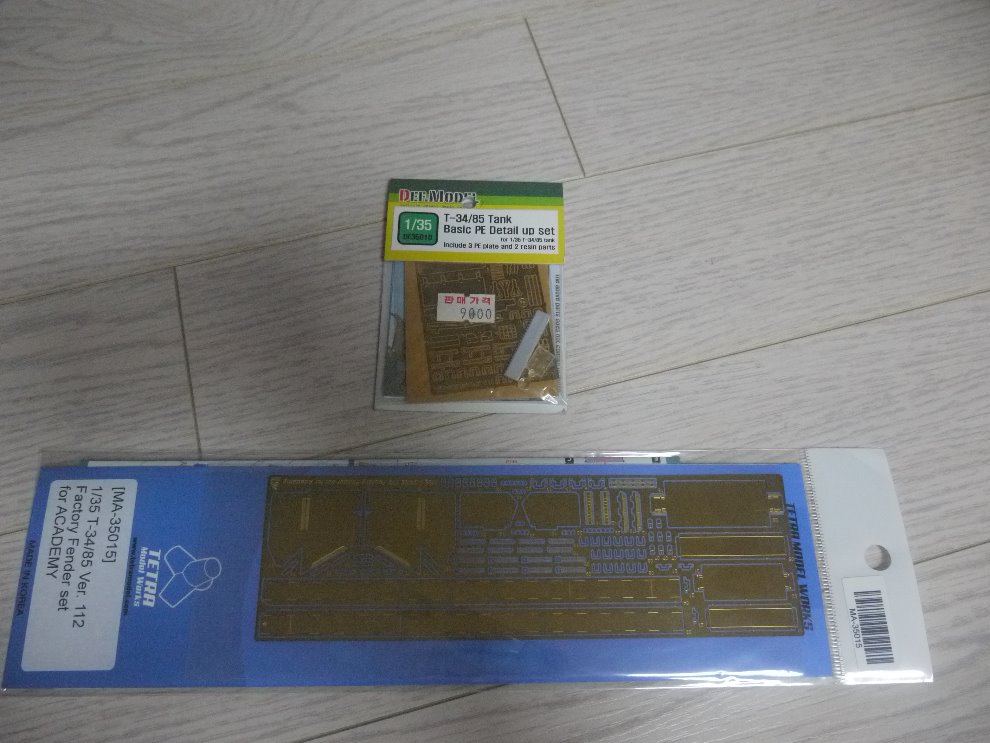 DEF. MODEL
1/35
DE35010
T-34/85 Tank
Basic PE Detail up set
for 1/35 T-34/85 tank
Include 3 PE plate and 2 resin parts
판매가격
9000
[MA-35015]
1/35 T-34/85 Ver. 112
Factory Fender set
for ACADEMY
MADE IN KOREA
TETRA
Model Works
TETRA MODEL WORKS
MA-35015